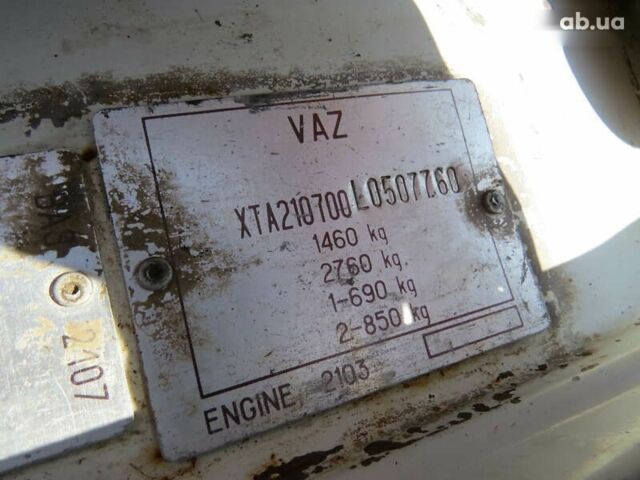 ab.ua
VAZ
XTA210700L0507760
1460 kg
2760 kg.
1-690 kg
2-850 kg
ENGINE 2103
2107